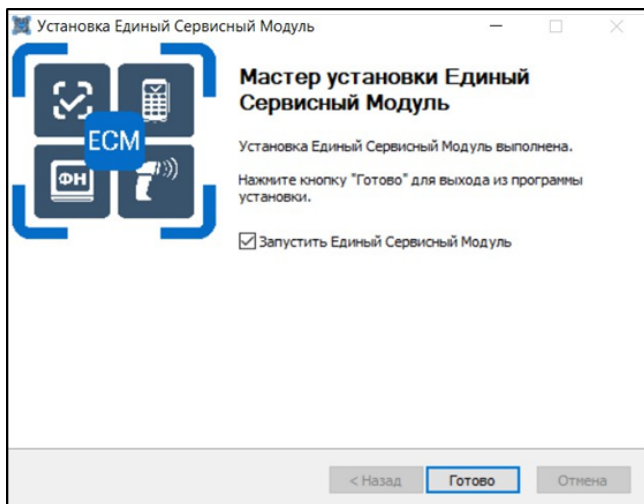 Установка Единый Сервисный Модуль
Мастер установки Единый
Сервисный Модуль
ЕСМ
ФН
Установка Единый Сервисный Модуль выполнена.
Нажмите кнопку "Готово" для выхода из программы
установки.
Запустить Единый Сервисный Модуль
< Назад
Готово
Отмена